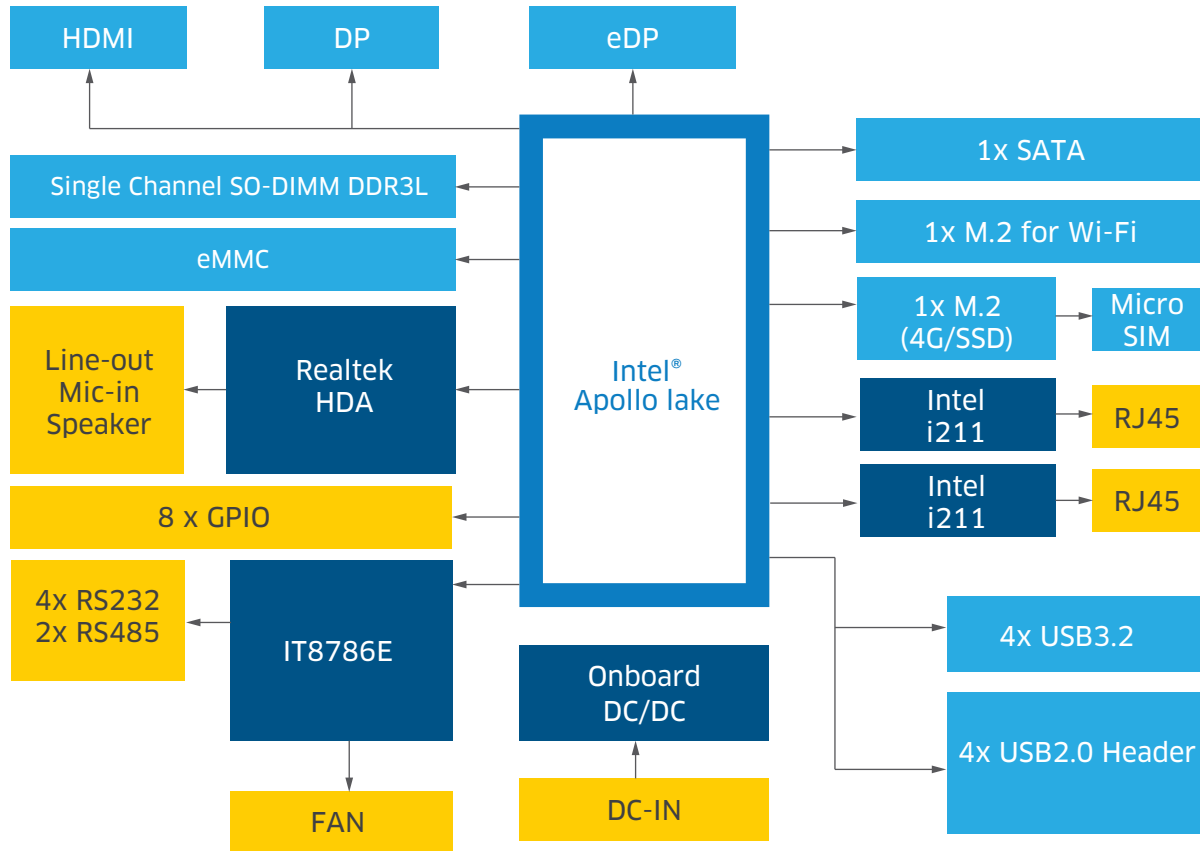 HDMI
DP
eDP
Single Channel SO-DIMM DDR3L
eMMC
Line-out
Mic-in
Speaker
Realtek
HDA
8 x GPIO
4x RS232
2x RS485
IT8786E
FAN
Intel®
Apollo lake
Onboard
DC/DC
DC-IN
1x SATA
1x M.2 for Wi-Fi
1x M.2
(4G/SSD)
Micro
SIM
Intel
i211
RJ45
Intel
i211
RJ45
4x USB3.2
4x USB2.0 Header